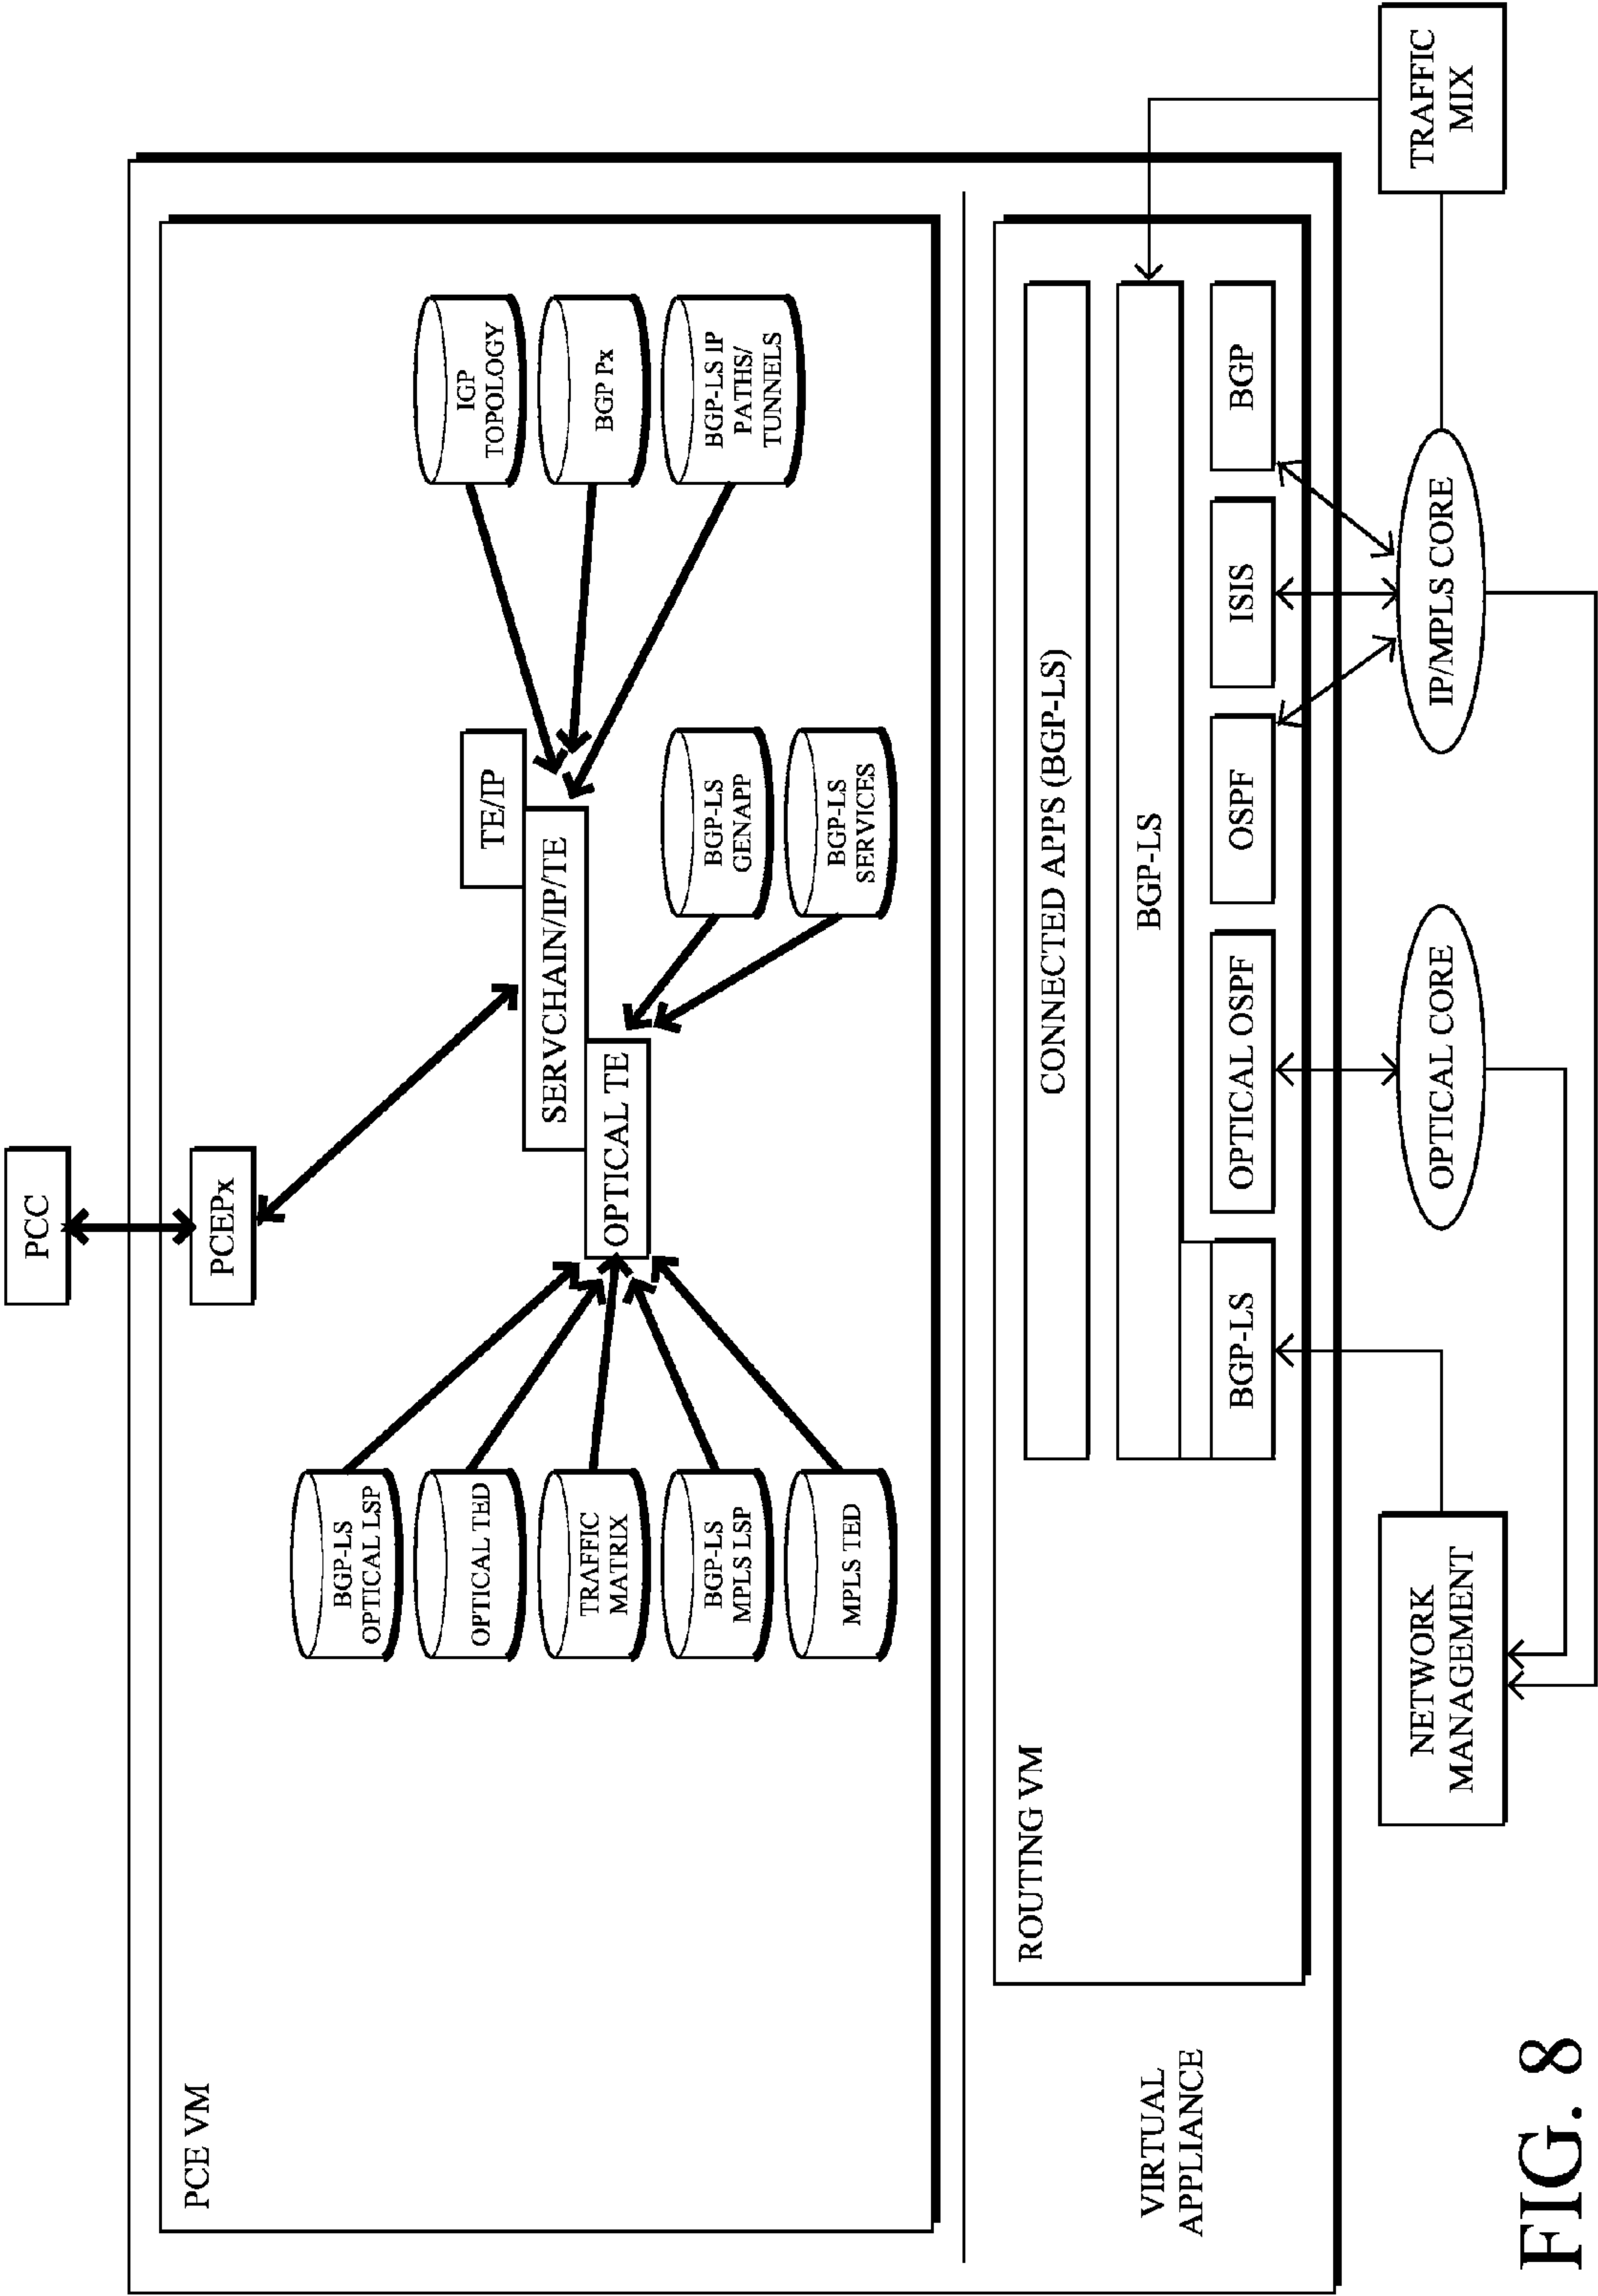 PCC
PCEPx
PCE VM
BGP-LS
OPTICAL LSP
OPTICAL TED
TRAFFIC
MATRIX
BGP-LS
MPLS LSP
MPLS TED
TE/IP
SERVCHAIN/IP/TE
OPTICAL TE
BGP-LS
GENAPP
BGP-LS
SERVICES
IGP
TOPOLOGY
BGP Px
BGP-LS IP
PATHS/
TUNNELS
ROUTING VM
CONNECTED APPS (BGP-LS)
BGP-LS
BGP-LS
OPTICAL OSPF
OSPF
ISIS
BGP
VIRTUAL
APPLIANCE
NETWORK
MANAGEMENT
OPTICAL CORE
IP/MPLS CORE
TRAFFIC
MIX
FIG. 8